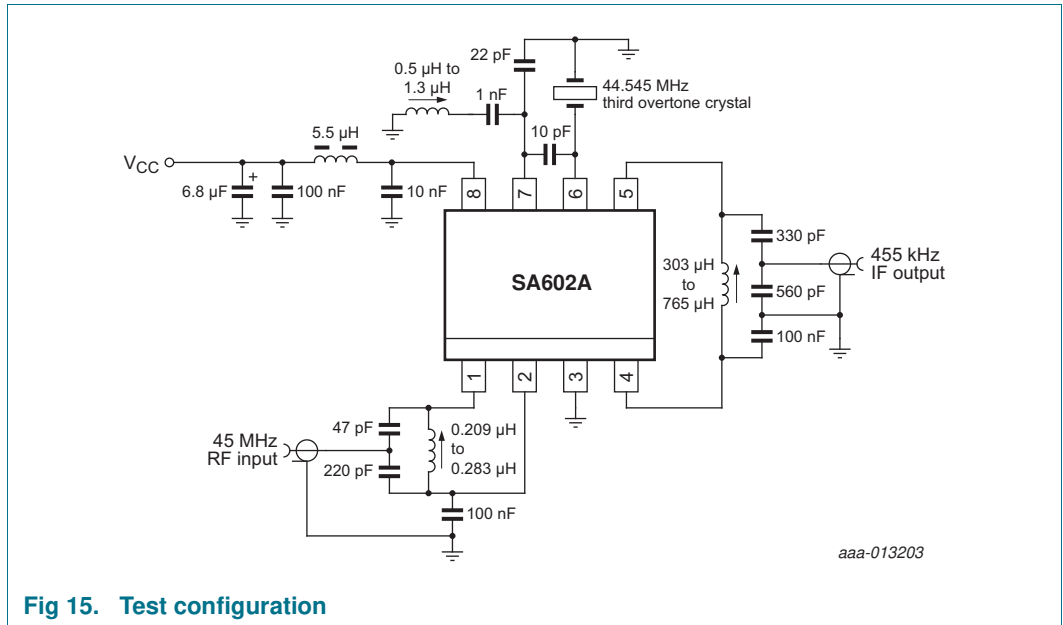 22 pF
0.5 µH to
1.3 µH
1 nF
44.545 MHz
third overtone crystal
10 pF
5.5 µH
VCC
6.8 µF
+
100 nF
10 nF
8
7
6
5
SA602A
303 µH
to
765 µH
330 pF
560 pF
100 nF
455 kHz
IF output
1
2
3
4
45 MHz
RF input
47 pF
220 pF
0.209 µH
to
0.283 µH
100 nF
aaa-013203
Fig 15. Test configuration